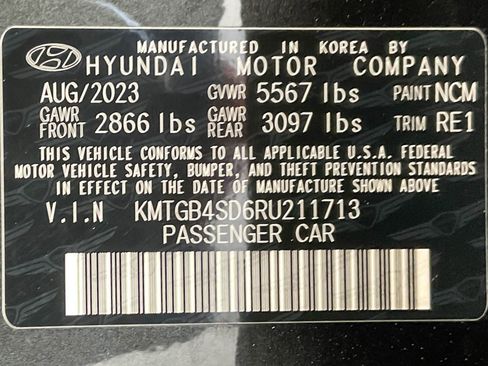 MANUFACTURED IN KOREA BY
HYUNDAI MOTOR COMPANY
AUG/2023 GVWR 5567 lbs PAINT NCM
GAWR FRONT 2866 lbs GAWR REAR 3097 lbs TRIM RE1
THIS VEHICLE CONFORMS TO ALL APPLICABLE U.S.A. FEDERAL
MOTOR VEHICLE SAFETY, BUMPER, AND THEFT PREVENTION STANDARDS
IN EFFECT ON THE DATE OF MANUFACTURE SHOWN ABOVE.
V.I.N KMTGB4SD6RU211713
PASSENGER CAR